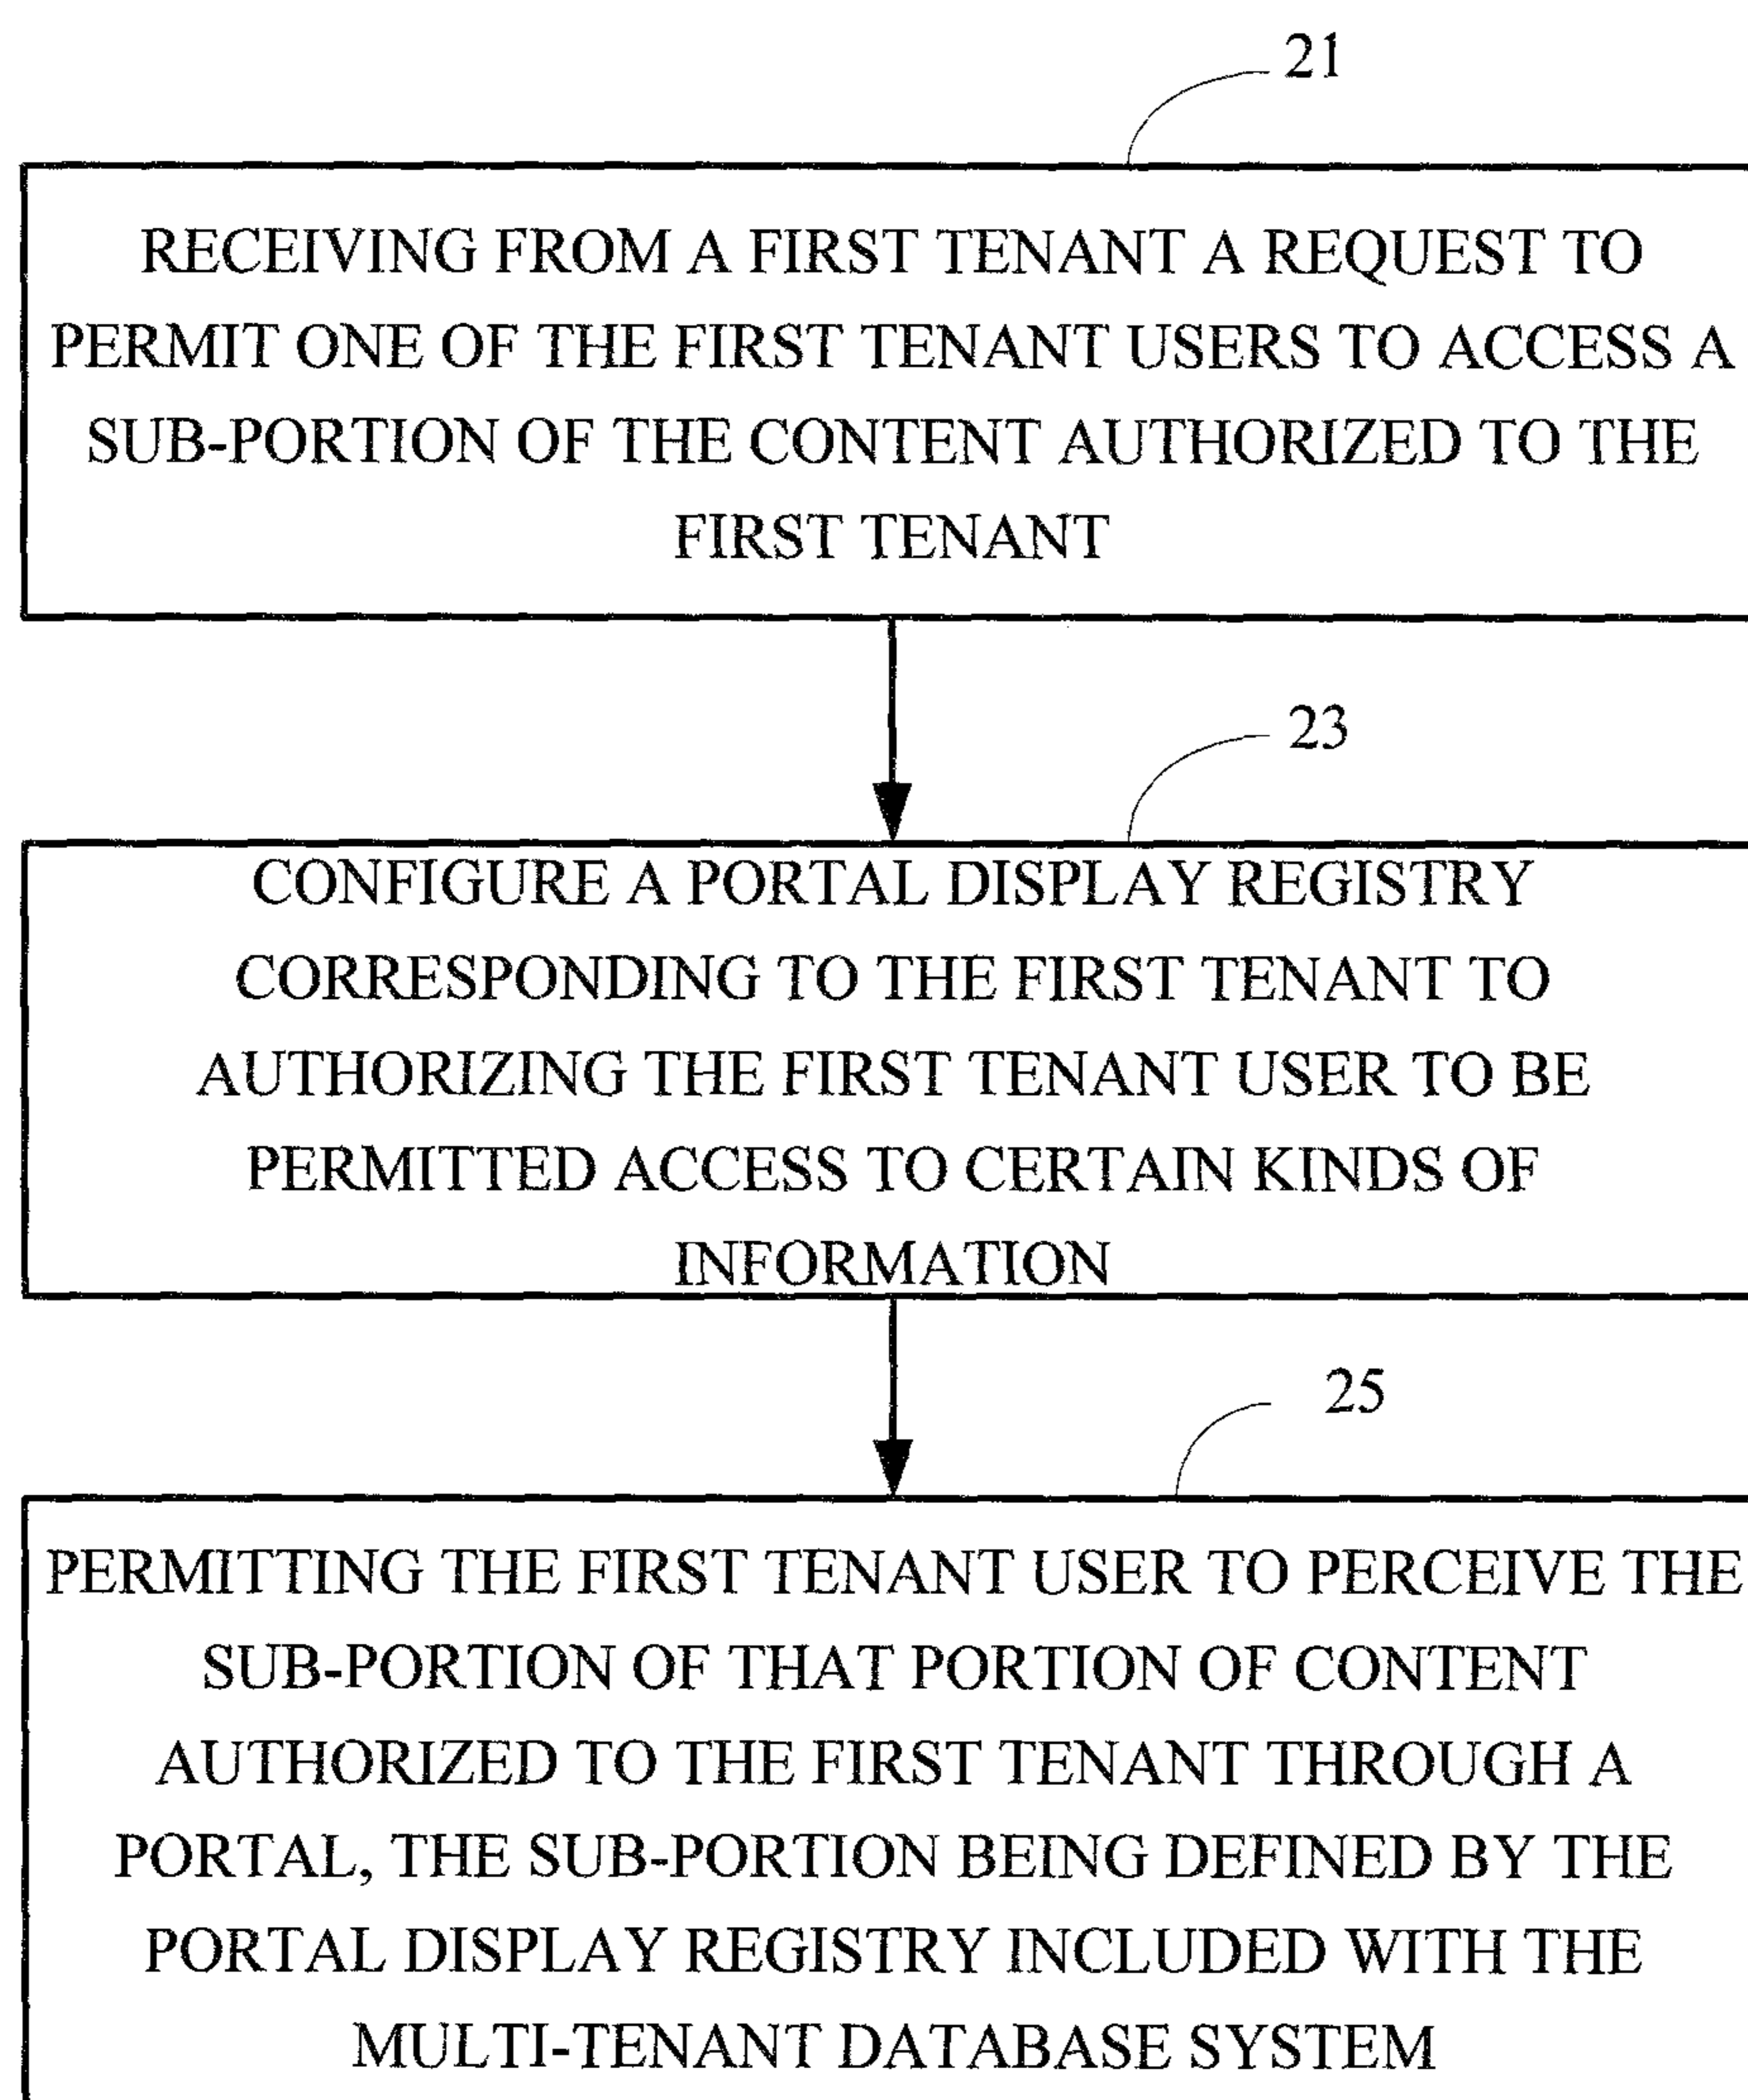 21
RECEIVING FROM A FIRST TENANT A REQUEST TO
PERMIT ONE OF THE FIRST TENANT USERS TO ACCESS A
SUB-PORTION OF THE CONTENT AUTHORIZED TO THE
FIRST TENANT
23
CONFIGURE A PORTAL DISPLAY REGISTRY
CORRESPONDING TO THE FIRST TENANT TO
AUTHORIZING THE FIRST TENANT USER TO BE
PERMITTED ACCESS TO CERTAIN KINDS OF
INFORMATION
25
PERMITTING THE FIRST TENANT USER TO PERCEIVE THE
SUB-PORTION OF THAT PORTION OF CONTENT
AUTHORIZED TO THE FIRST TENANT THROUGH A
PORTAL, THE SUB-PORTION BEING DEFINED BY THE
PORTAL DISPLAY REGISTRY INCLUDED WITH THE
MULTI-TENANT DATABASE SYSTEM